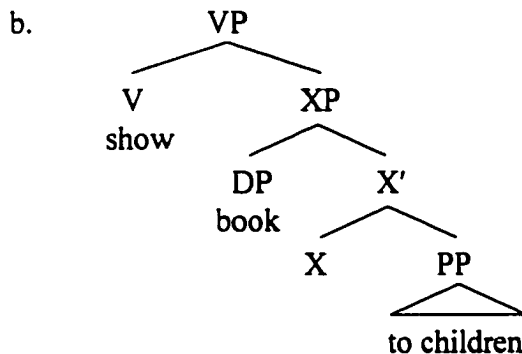 b. VP
V XP
show
DP X'
book
X PP
to children